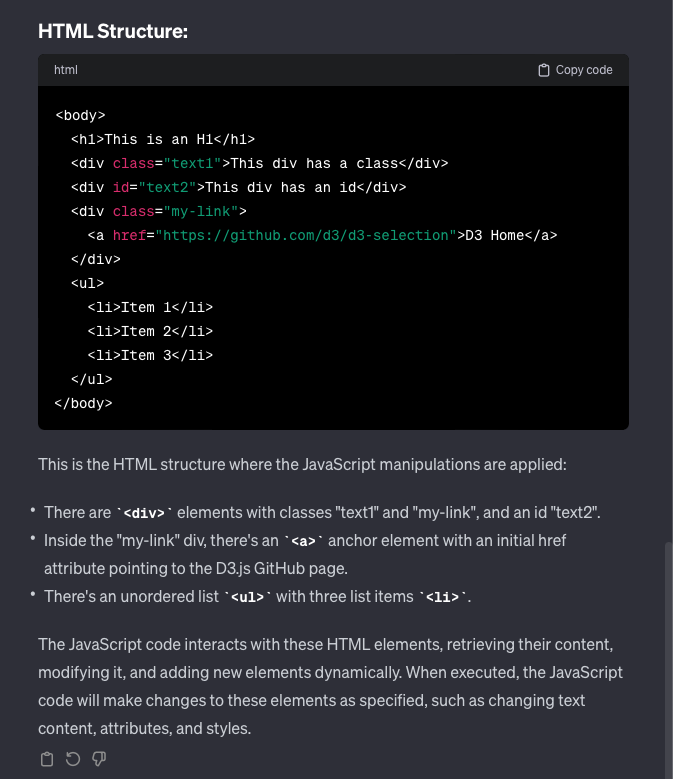 HTML Structure:
html
Copy code
<body>
  <h1>This is an H1</h1>
  <div class="text1">This div has a class</div>
  <div id="text2">This div has an id</div>
  <div class="my-link">
    <a href="https://github.com/d3/d3-selection">D3 Home</a>
  </div>
  <ul>
    <li>Item 1</li>
    <li>Item 2</li>
    <li>Item 3</li>
  </ul>
</body>
This is the HTML structure where the JavaScript manipulations are applied:
• There are `<div>` elements with classes "text1" and "my-link", and an id "text2".
• Inside the "my-link" div, there's an `<a>` anchor element with an initial href
attribute pointing to the D3.js GitHub page.
• There's an unordered list `<ul>` with three list items `<li>`.
The JavaScript code interacts with these HTML elements, retrieving their content,
modifying it, and adding new elements dynamically. When executed, the JavaScript
code will make changes to these elements as specified, such as changing text
content, attributes, and styles.